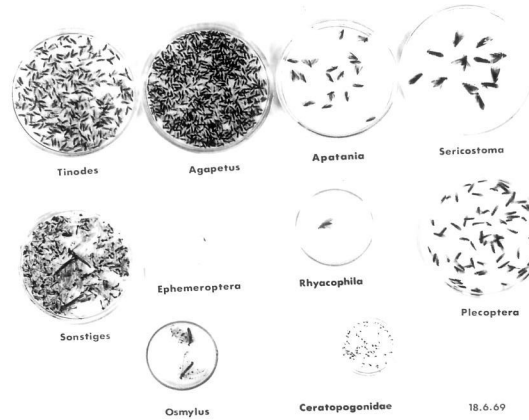 Tinodes
Agapetus
Apatania
Sericostoma
Sonstiges
Ephemeroptera
Rhyacophila
Plecoptera
Osmylus
Ceratopogonidae
18.6.69